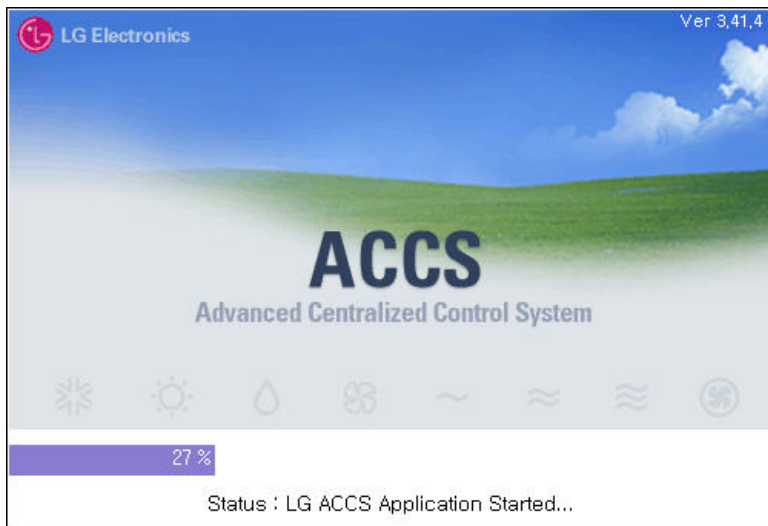 LG Electronics
Ver 3,41,4
ACCS
Advanced Centralized Control System
27 %
Status : LG ACCS Application Started...